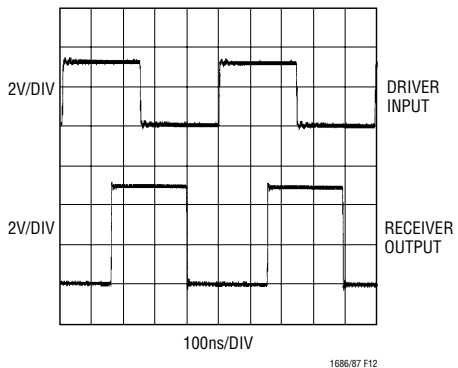 2V/DIV
DRIVER
INPUT
2V/DIV
RECEIVER
OUTPUT
100ns/DIV
1686/87 F12